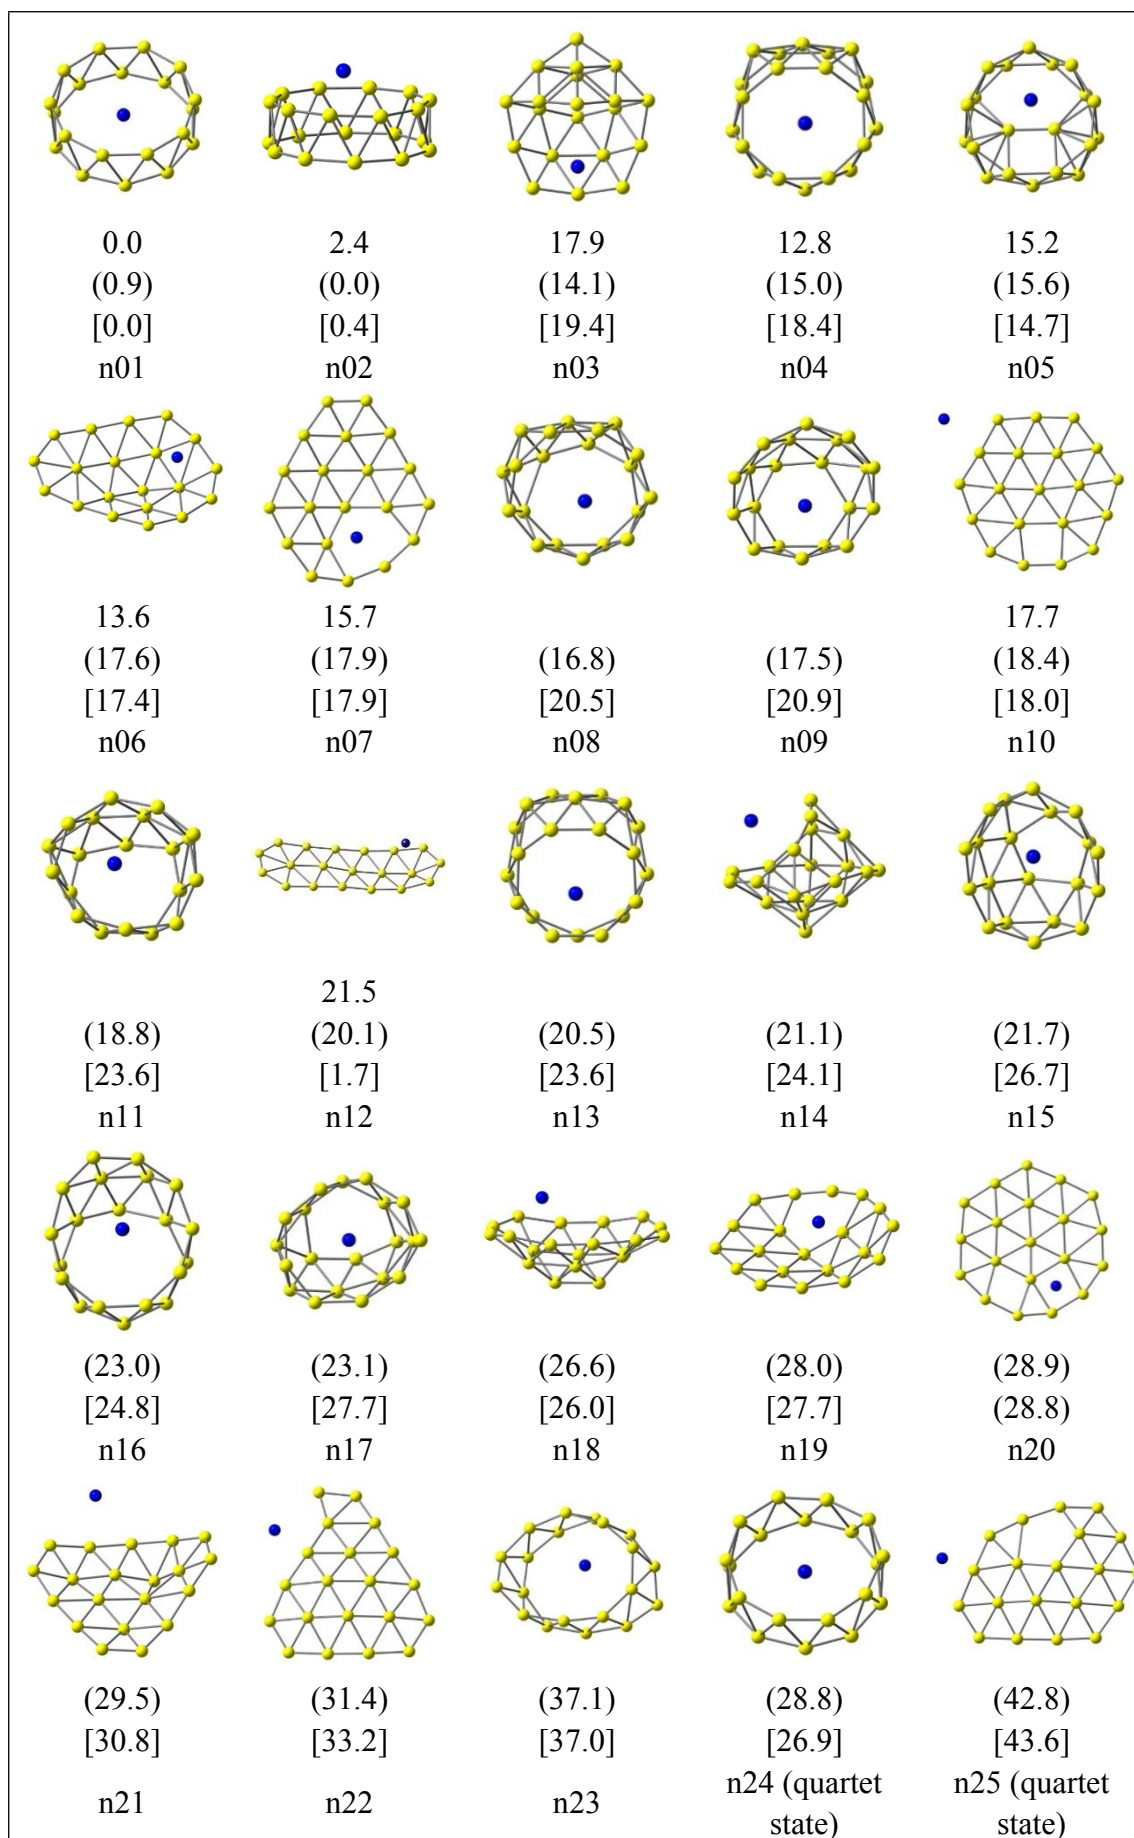 0.0 2.4 17.9 12.8 15.2
(0.9) (0.0) (14.1) (15.0) (15.6)
[0.0] [0.4] [19.4] [18.4] [14.7]
n01 n02 n03 n04 n05
13.6 15.7 17.7
(17.6) (17.9) (16.8) (17.5) (18.4)
[17.4] [17.9] [20.5] [20.9] [18.0]
n06 n07 n08 n09 n10
21.5
(18.8) (20.1) (20.5) (21.1) (21.7)
[23.6] [1.7] [23.6] [24.1] [26.7]
n11 n12 n13 n14 n15
(23.0) (23.1) (26.6) (28.0) (28.9)
[24.8] [27.7] [26.0] [27.7] (28.8)
n16 n17 n18 n19 n20
(29.5) (31.4) (37.1) (28.8) (42.8)
[30.8] [33.2] [37.0] [26.9] [43.6]
n21 n22 n23 n24 (quartet state) n25 (quartet state)